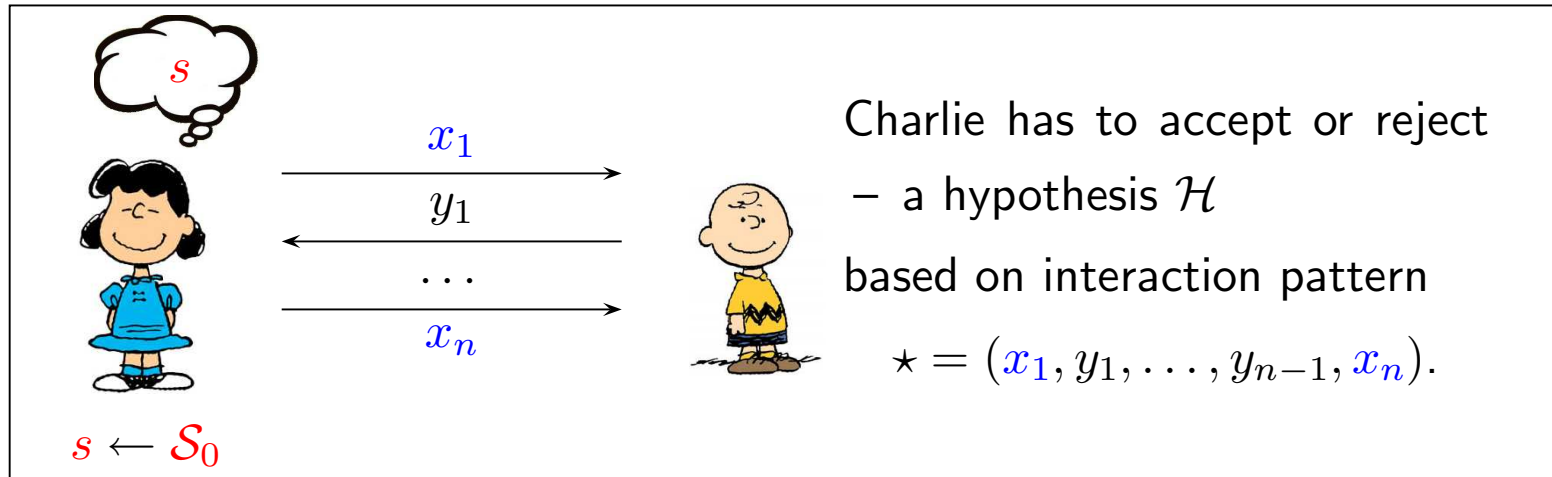 s
x₁
y₁
...
xₙ
s ← 𝒮₀
Charlie has to accept or reject
– a hypothesis ℋ
based on interaction pattern
⋆ = (x₁, y₁, . . . , yₙ₋₁, xₙ).